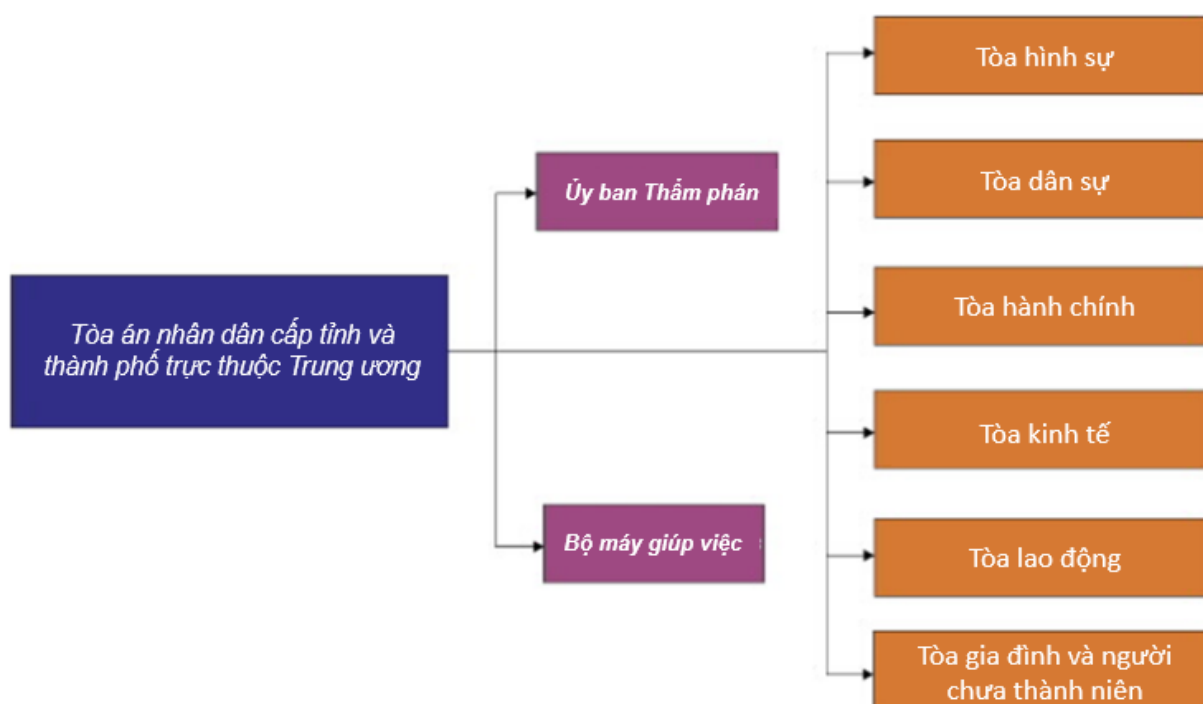 Tòa án nhân dân cấp tỉnh và
thành phố trực thuộc Trung ương
Ủy ban Thẩm phán
Bộ máy giúp việc
Tòa hình sự
Tòa dân sự
Tòa hành chính
Tòa kinh tế
Tòa lao động
Tòa gia đình và người
chưa thành niên